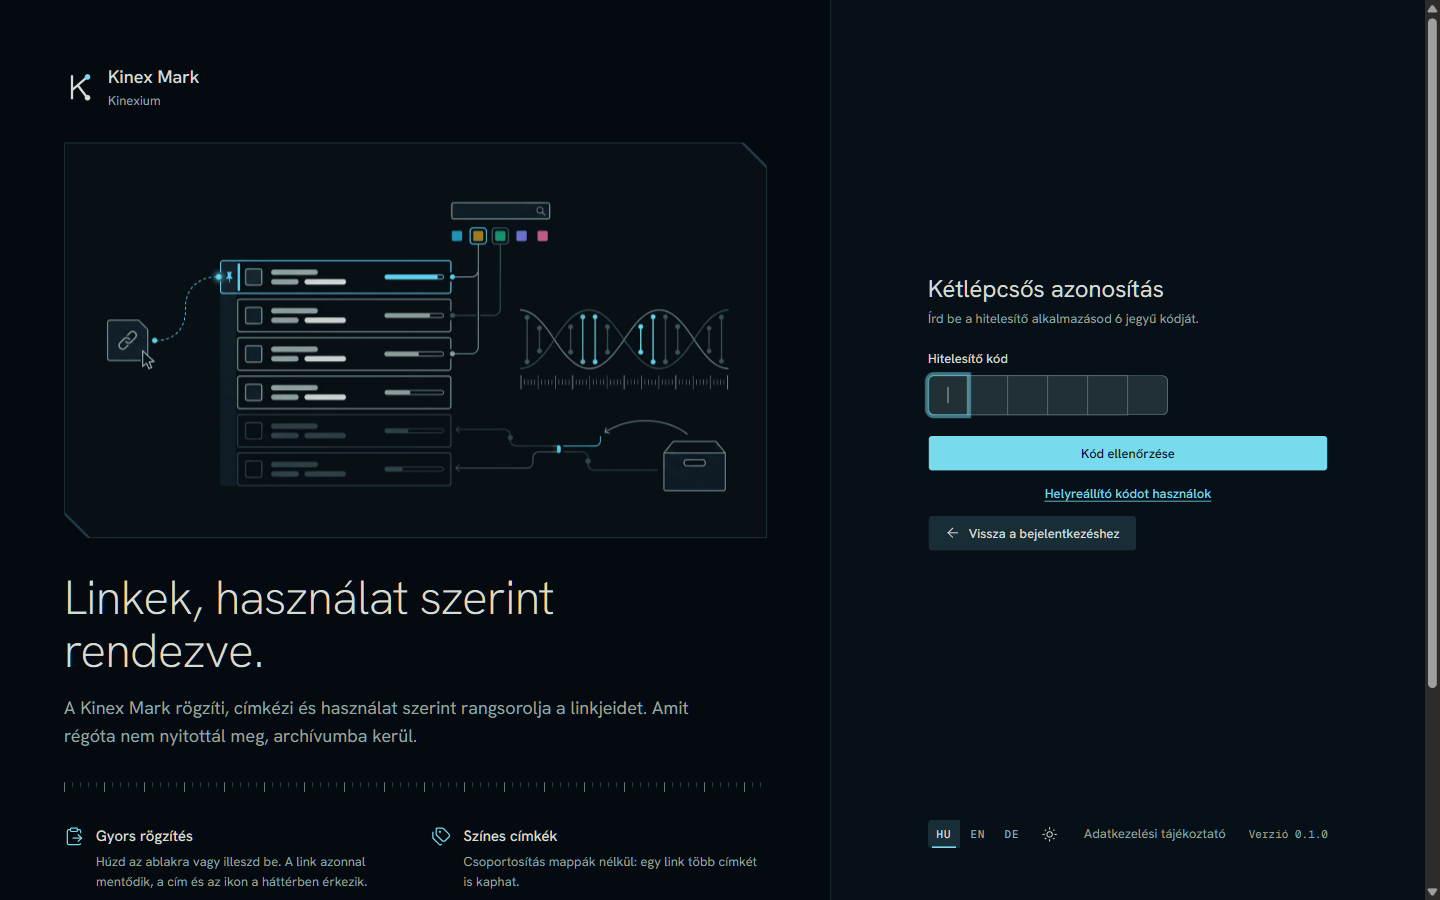 Kinex Mark
Kinexium
Linkek, használat szerint
rendezve.
A Kinex Mark rögzíti, címkézi és használat szerint rangsorolja a linkjeidet. Amit
régóta nem nyitottál meg, archívumba kerül.
Gyors rögzítés
Húzd az ablakra vagy illeszd be. A link azonnal
mentődik, a cím és az ikon a háttérben érkezik.
Színes címkék
Csoportosítás mappák nélkül: egy link több címkét
is kaphat.
Kétlépcsős azonosítás
Írd be a hitelesítő alkalmazásod 6 jegyű kódját.
Hitelesítő kód
Kód ellenőrzése
Helyreállító kódot használok
Vissza a bejelentkezéshez
HU EN DE Adatkezelési tájékoztató Verzió 0.1.0